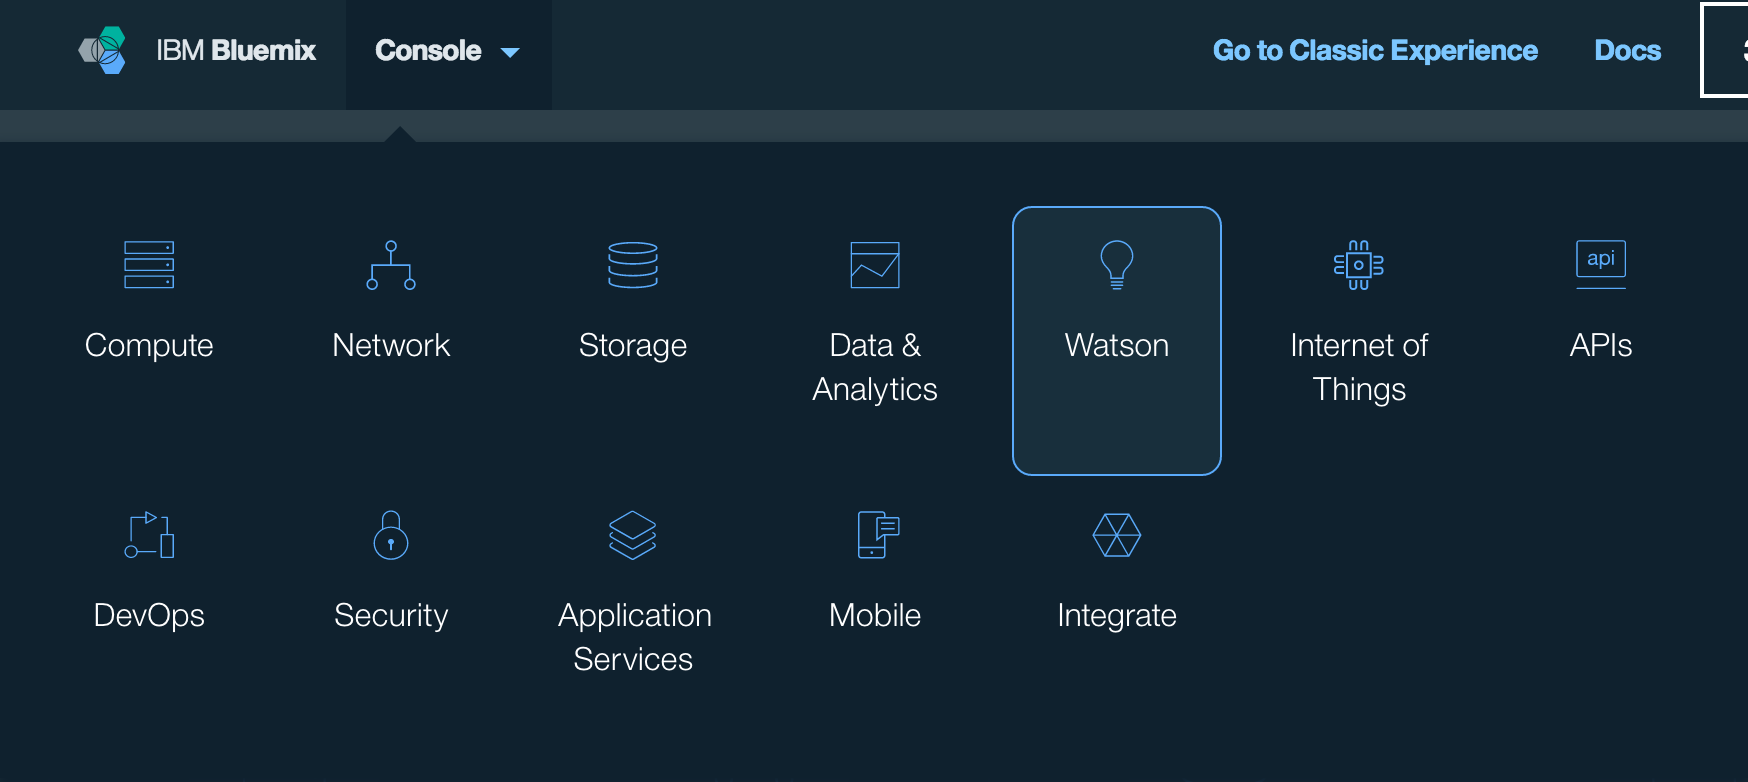 IBM Bluemix
Console
Go to Classic Experience
Docs
Compute
Network
Storage
Data &
Analytics
Watson
Internet of
Things
api
APIs
DevOps
Security
Application
Services
Mobile
Integrate